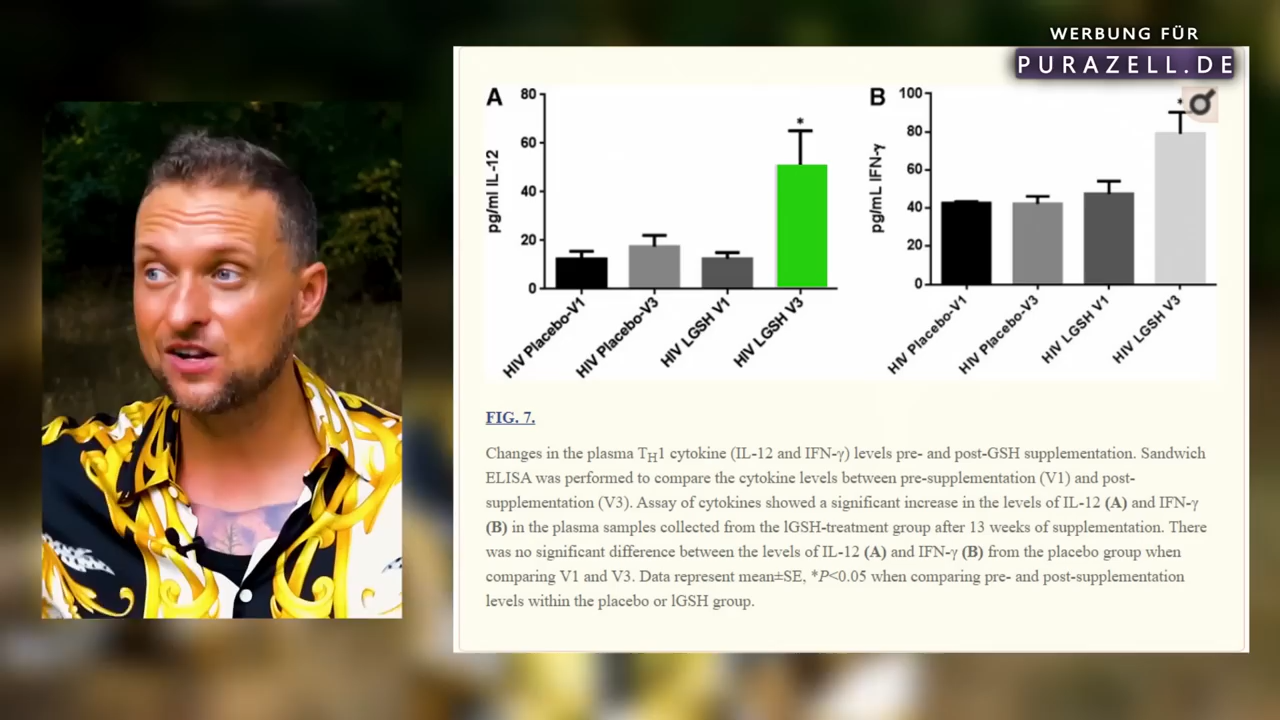 WERBUNG FÜR
PURAZELL.DE
A
80
60
40
20
0
pg/ml IL-12
*
HIV Placebo-V1
HIV Placebo-V3
HIV LGSH V1
HIV LGSH V3
B
100
80
60
40
20
0
pg/mL IFN-γ
*
HIV Placebo-V1
HIV Placebo-V3
HIV LGSH V1
HIV LGSH V3
FIG. 7.
Changes in the plasma TH1 cytokine (IL-12 and IFN-γ) levels pre- and post-GSH supplementation. Sandwich
ELISA was performed to compare the cytokine levels between pre-supplementation (V1) and post-
supplementation (V3). Assay of cytokines showed a significant increase in the levels of IL-12 (A) and IFN-γ
(B) in the plasma samples collected from the lGSH-treatment group after 13 weeks of supplementation. There
was no significant difference between the levels of IL-12 (A) and IFN-γ (B) from the placebo group when
comparing V1 and V3. Data represent mean±SE, *P<0.05 when comparing pre- and post-supplementation
levels within the placebo or lGSH group.